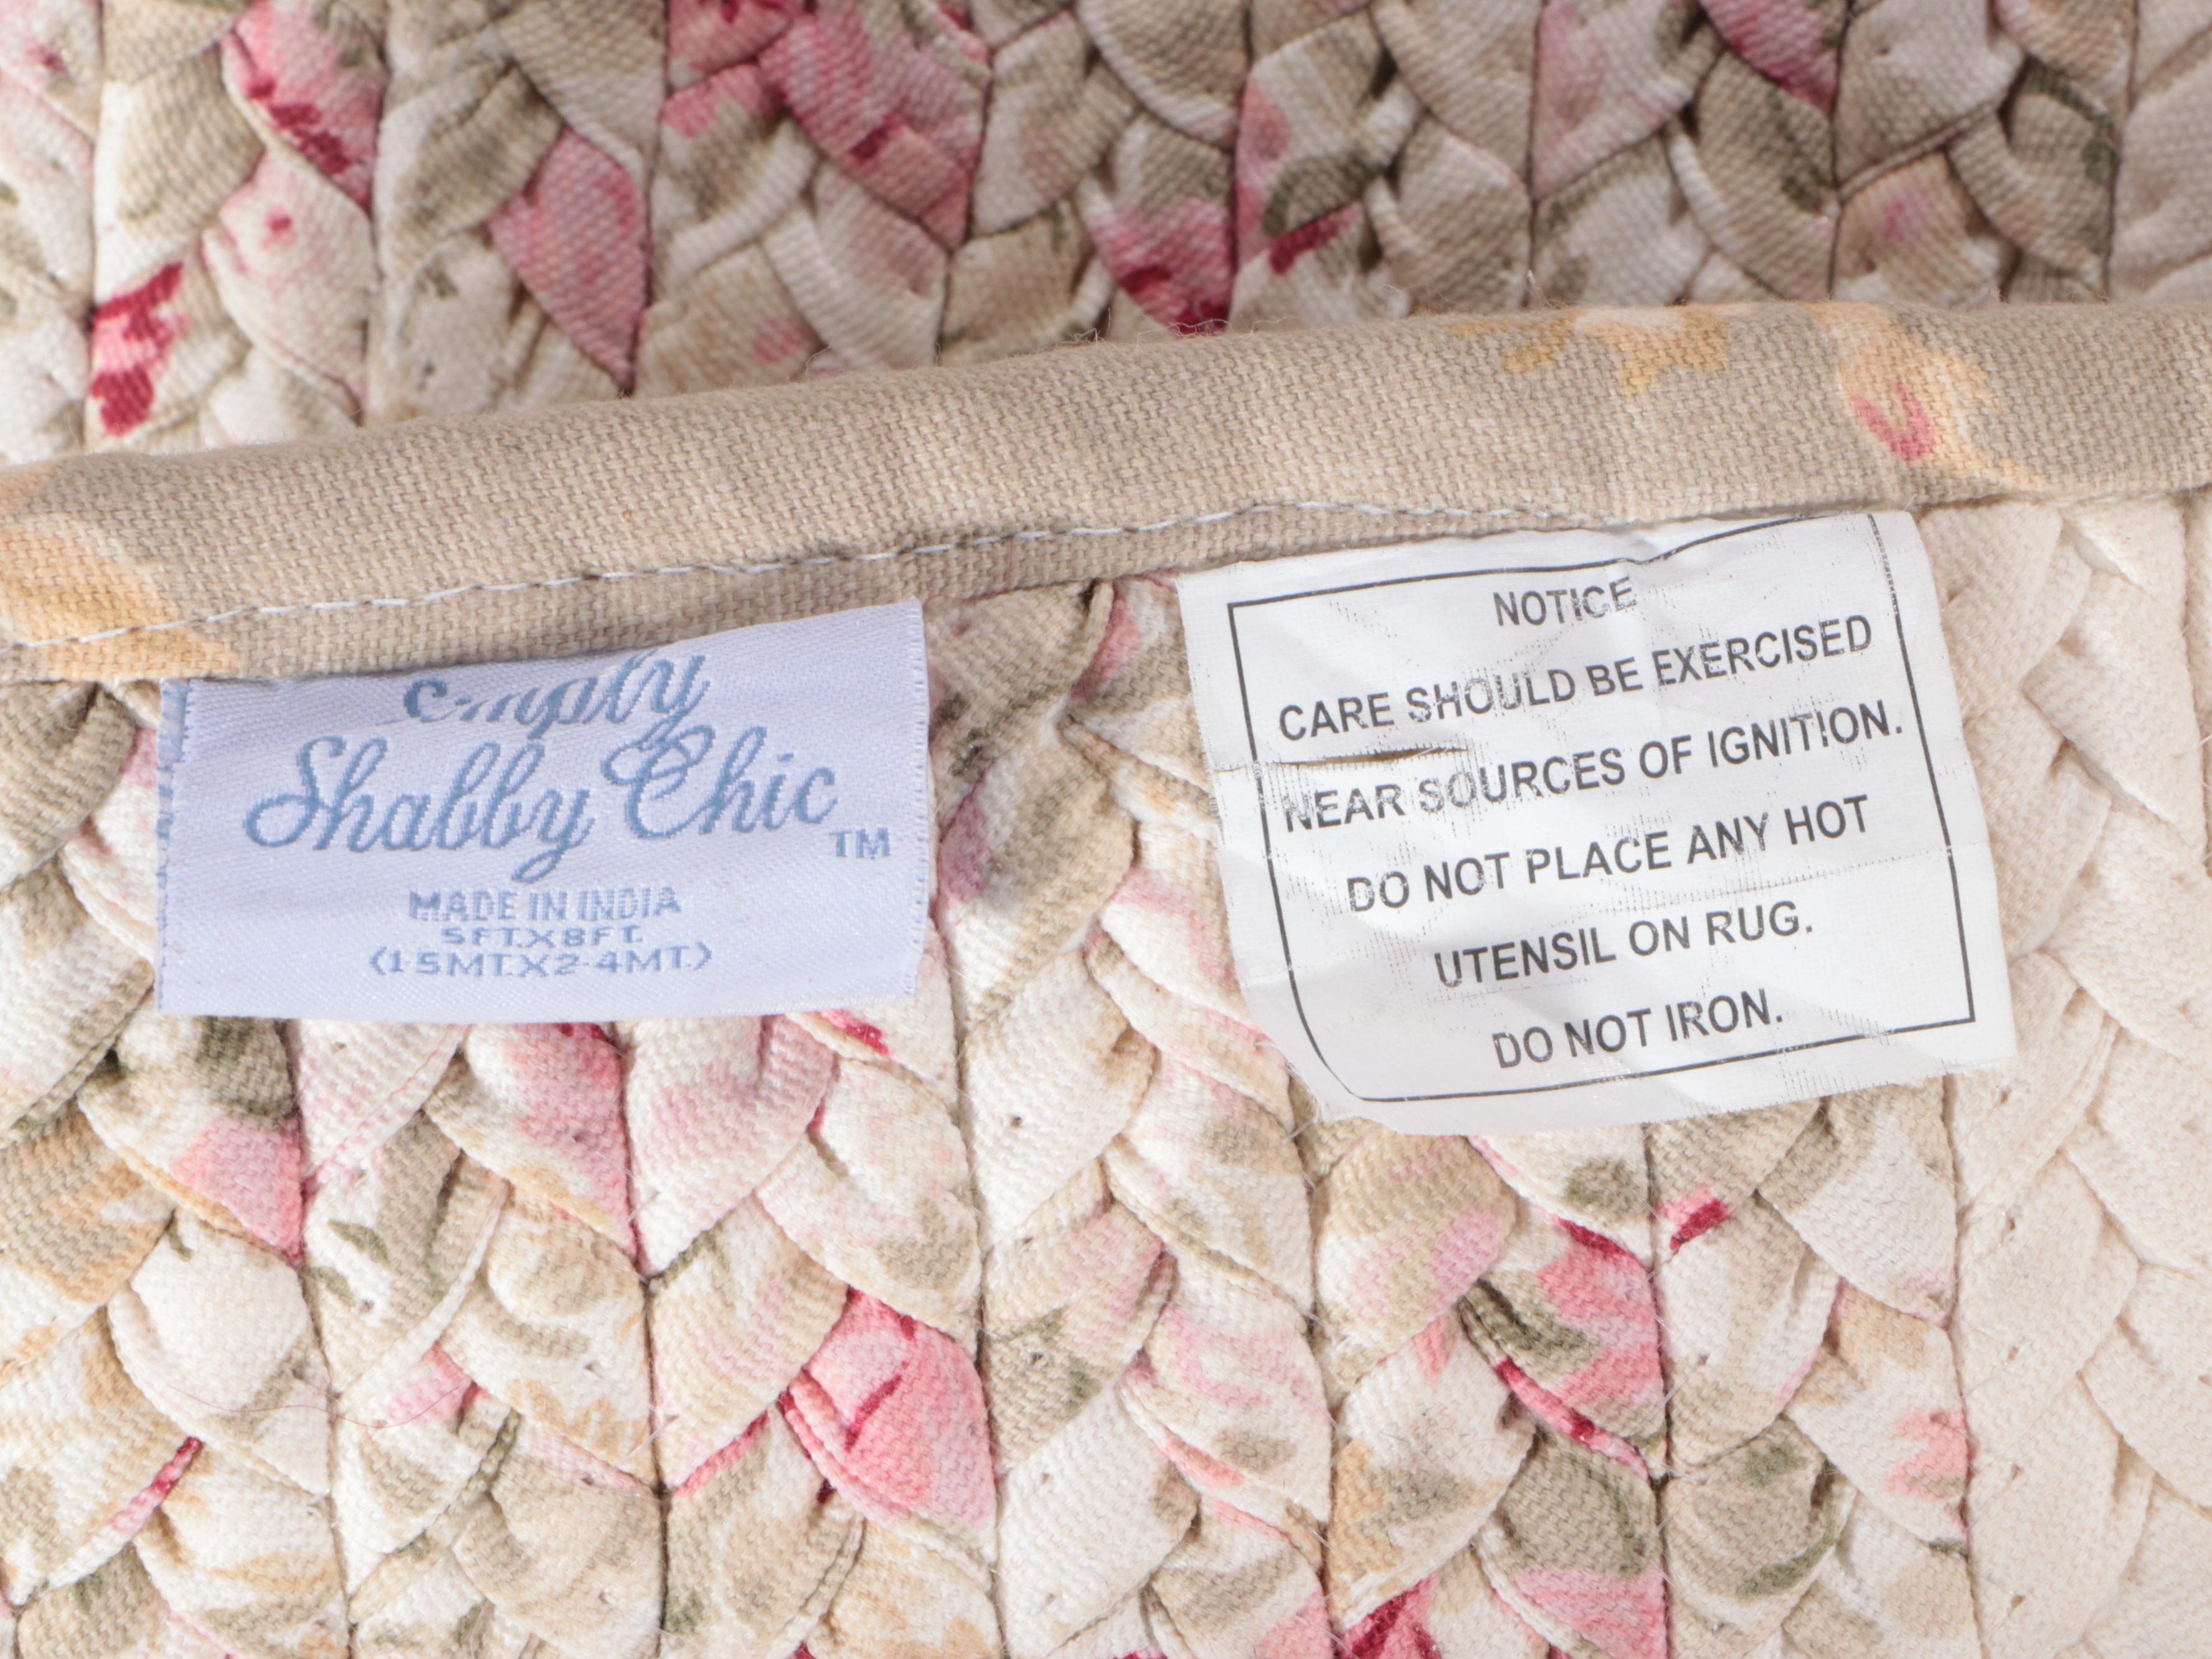 Shabby Chic
TM
MADE IN INDIA
5FT.X8FT.
(1·5MT.X2·4MT.)
NOTICE
CARE SHOULD BE EXERCISED
NEAR SOURCES OF IGNITION.
DO NOT PLACE ANY HOT
UTENSIL ON RUG.
DO NOT IRON.